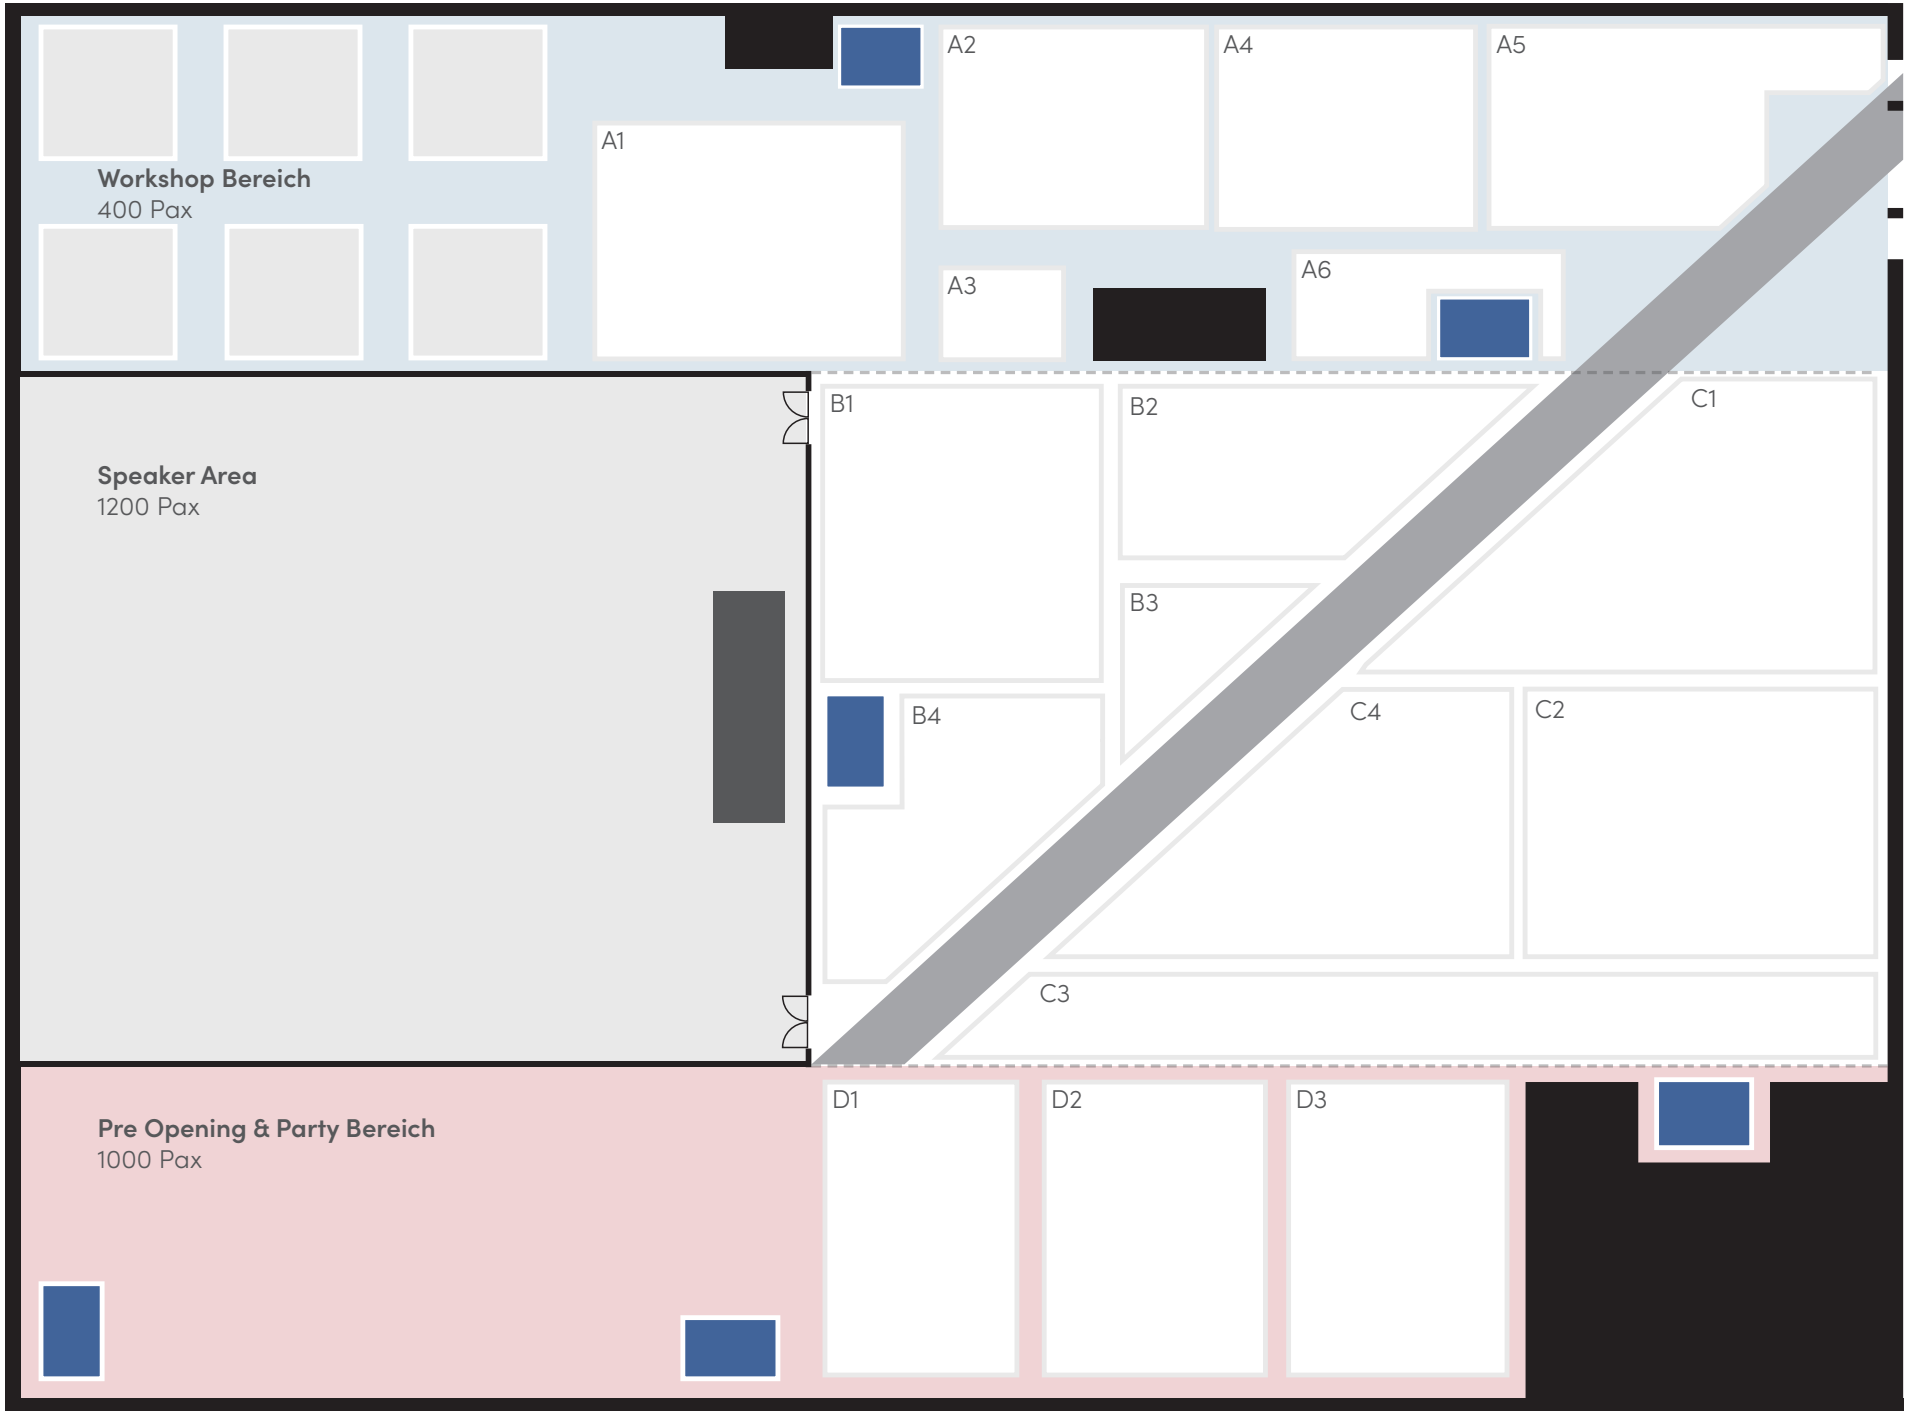 A2
A4
A5
A1
Workshop Bereich
400 Pax
A6
A3
B1
B2
C1
Speaker Area
1200 Pax
B3
B4
C4
C2
C3
D1
D2
D3
Pre Opening & Party Bereich
1000 Pax